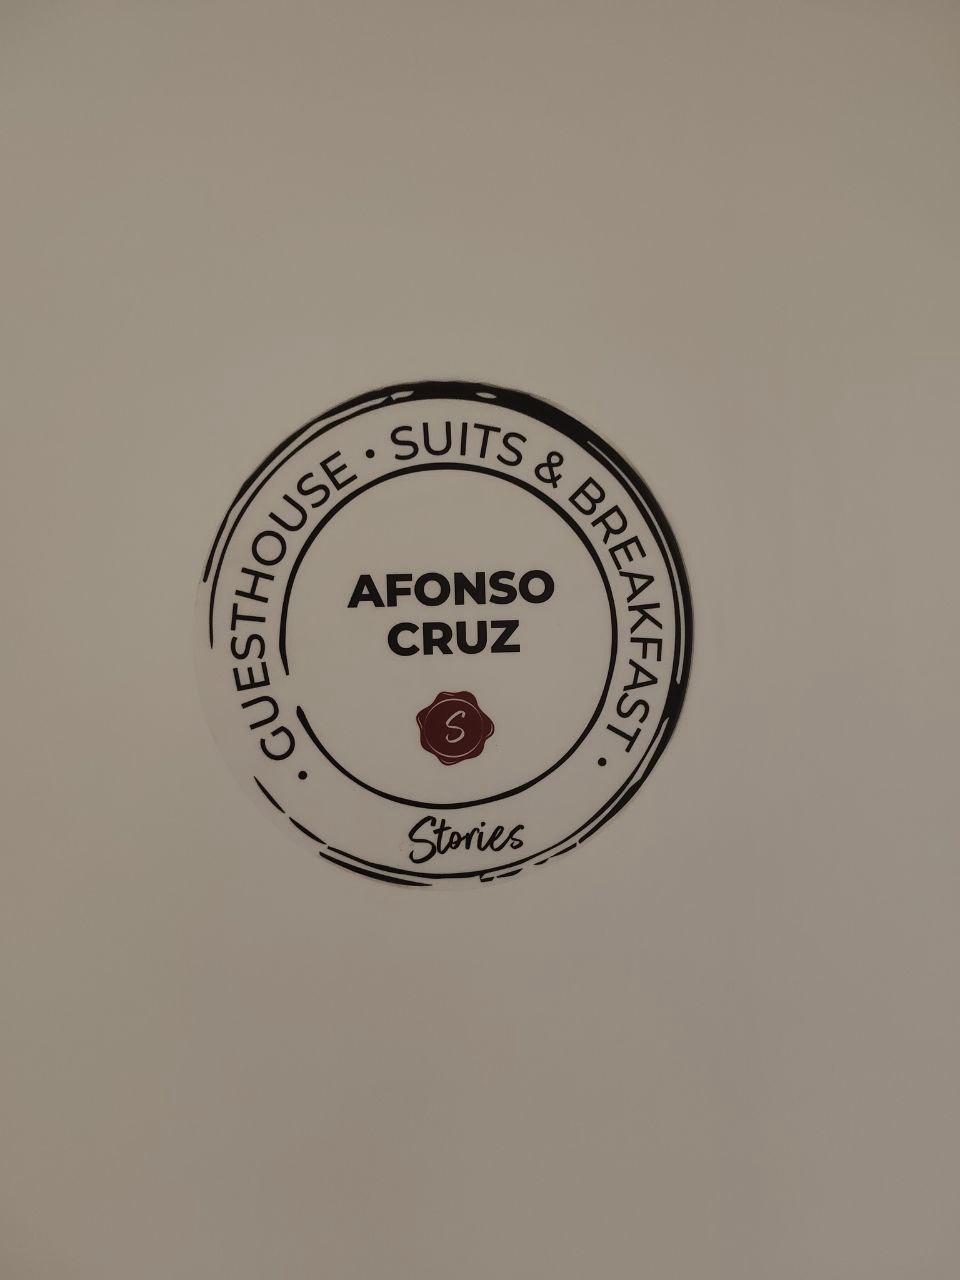 • GUESTHOUSE • SUITS & BREAKFAST •
AFONSO
CRUZ
S
Stories